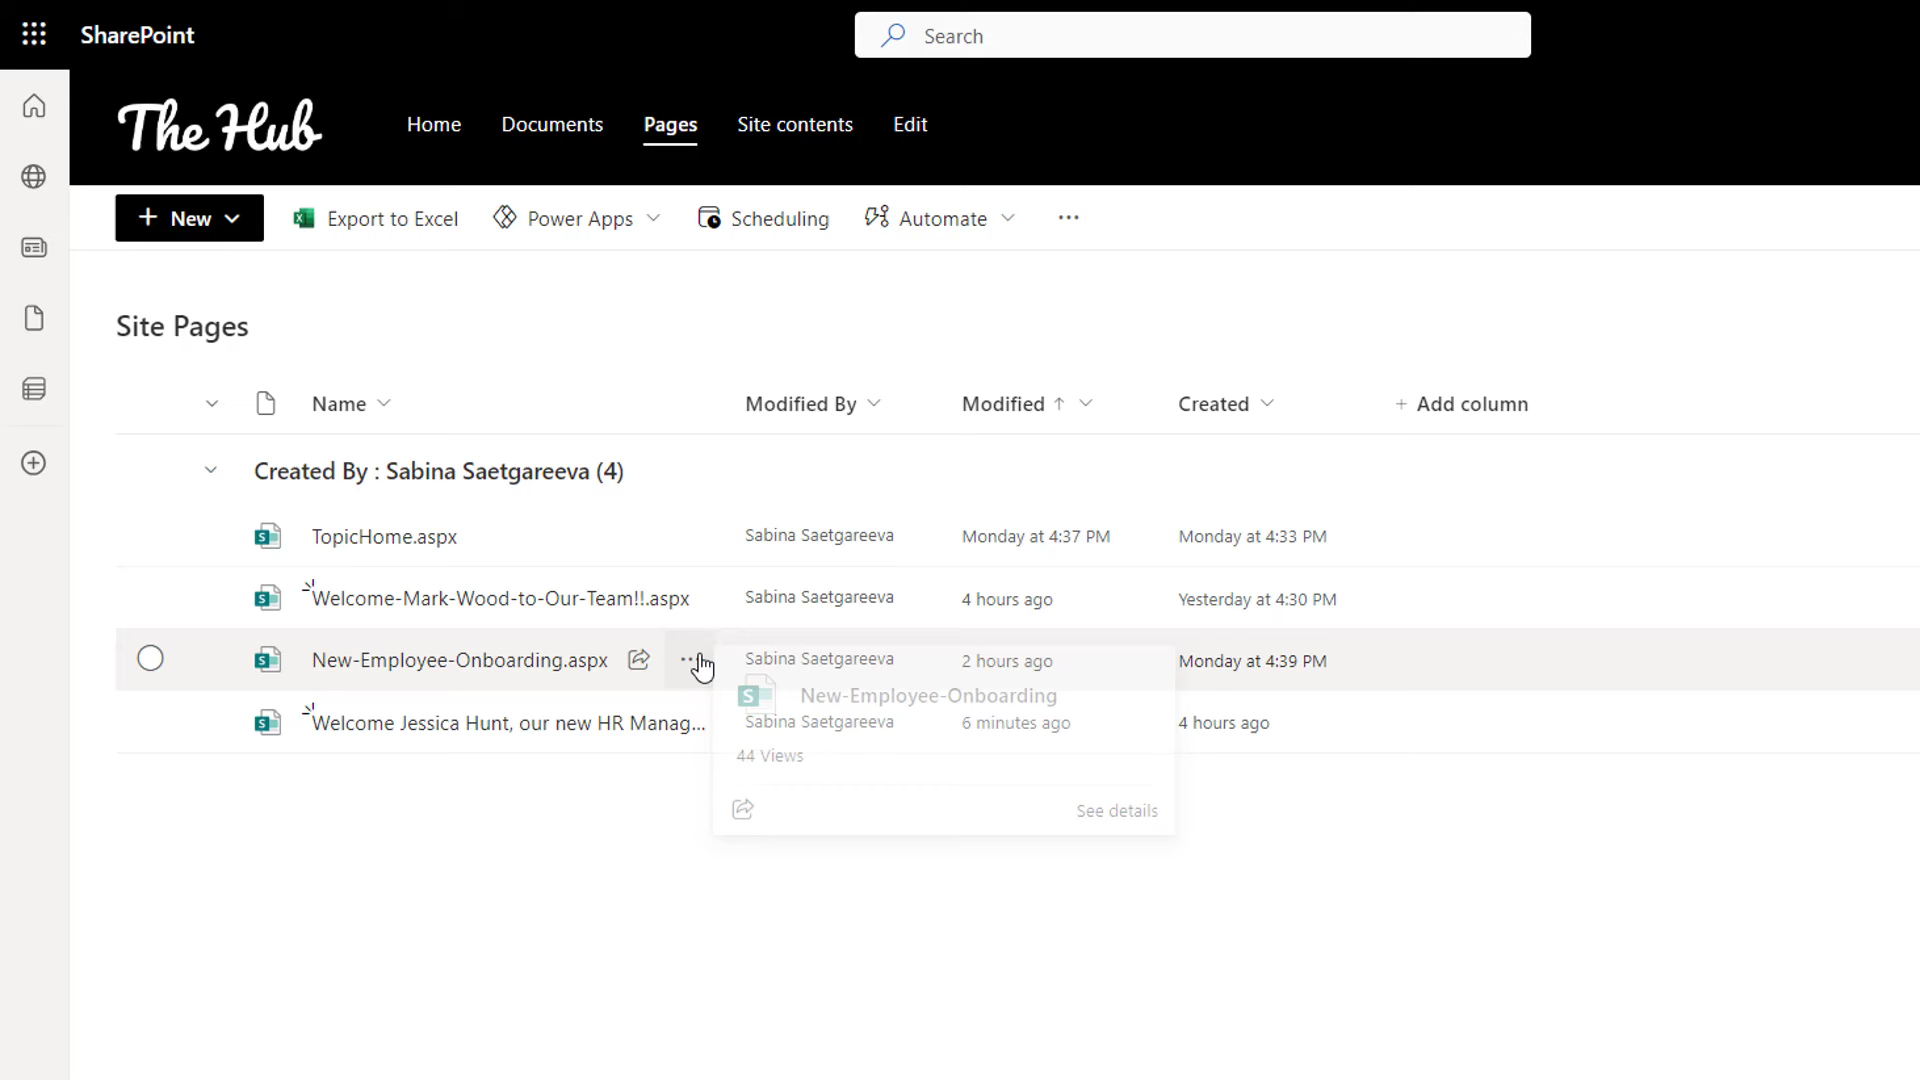 SharePoint
Search
The Hub
Home Documents Pages Site contents Edit
+ New Export to Excel Power Apps Scheduling Automate ...
Site Pages
Name Modified By Modified ↑ Created + Add column
Created By : Sabina Saetgareeva (4)
TopicHome.aspx Sabina Saetgareeva Monday at 4:37 PM Monday at 4:33 PM
Welcome-Mark-Wood-to-Our-Team!!.aspx Sabina Saetgareeva 4 hours ago Yesterday at 4:30 PM
New-Employee-Onboarding.aspx Sabina Saetgareeva 2 hours ago Monday at 4:39 PM
New-Employee-Onboarding
Welcome Jessica Hunt, our new HR Manag... Sabina Saetgareeva 6 minutes ago 4 hours ago
44 Views
See details